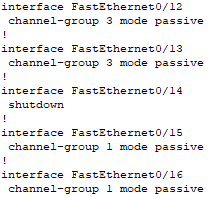 interface FastEthernet0/12
 channel-group 3 mode passive
!
interface FastEthernet0/13
 channel-group 3 mode passive
!
interface FastEthernet0/14
 shutdown
!
interface FastEthernet0/15
 channel-group 1 mode passive
!
interface FastEthernet0/16
 channel-group 1 mode passive